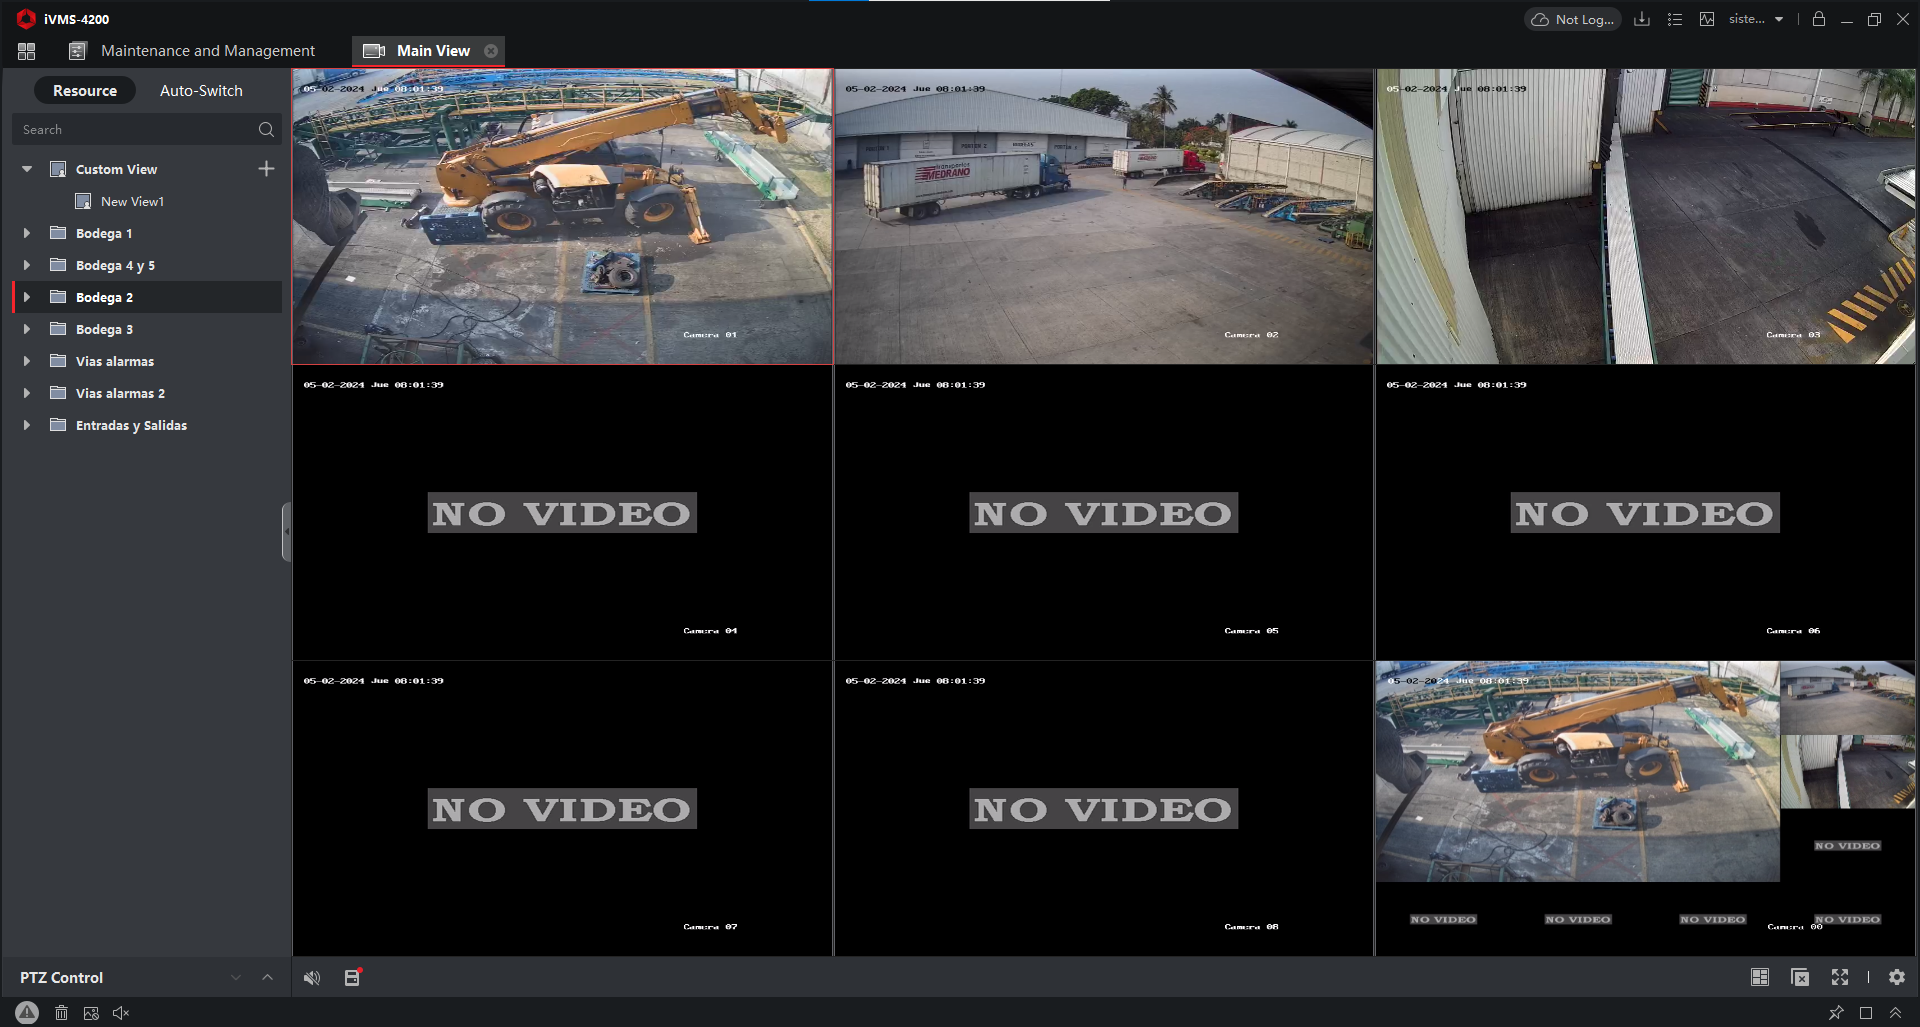 iVMS-4200
Not Log...
siste...
Maintenance and Management
Main View
Resource
Auto-Switch
Search
Custom View
New View1
Bodega 1
Bodega 4 y 5
Bodega 2
Bodega 3
Vias alarmas
Vias alarmas 2
Entradas y Salidas
PTZ Control
05-02-2024 Jue 08:01:39
Camera 01
05-02-2024 Jue 08:01:39
transportes
MEDRANO
Camera 02
05-02-2024 Jue 08:01:39
Camera 03
05-02-2024 Jue 08:01:39
NO VIDEO
Camera 04
05-02-2024 Jue 08:01:39
NO VIDEO
Camera 05
05-02-2024 Jue 08:01:39
NO VIDEO
Camera 06
05-02-2024 Jue 08:01:39
NO VIDEO
Camera 07
05-02-2024 Jue 08:01:39
NO VIDEO
Camera 08
05-02-2024 Jue 08:01:39
NO VIDEO
NO VIDEO
NO VIDEO
NO VIDEO
NO VIDEO
Camera 00